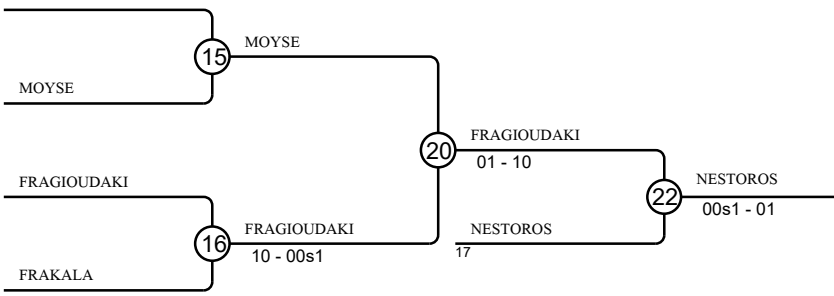 15
MOYSE
MOYSE
20
FRAGIOUDAKI
01 - 10
FRAGIOUDAKI
22
NESTOROS
00s1 - 01
16
FRAGIOUDAKI
10 - 00s1
NESTOROS
17
FRAKALA